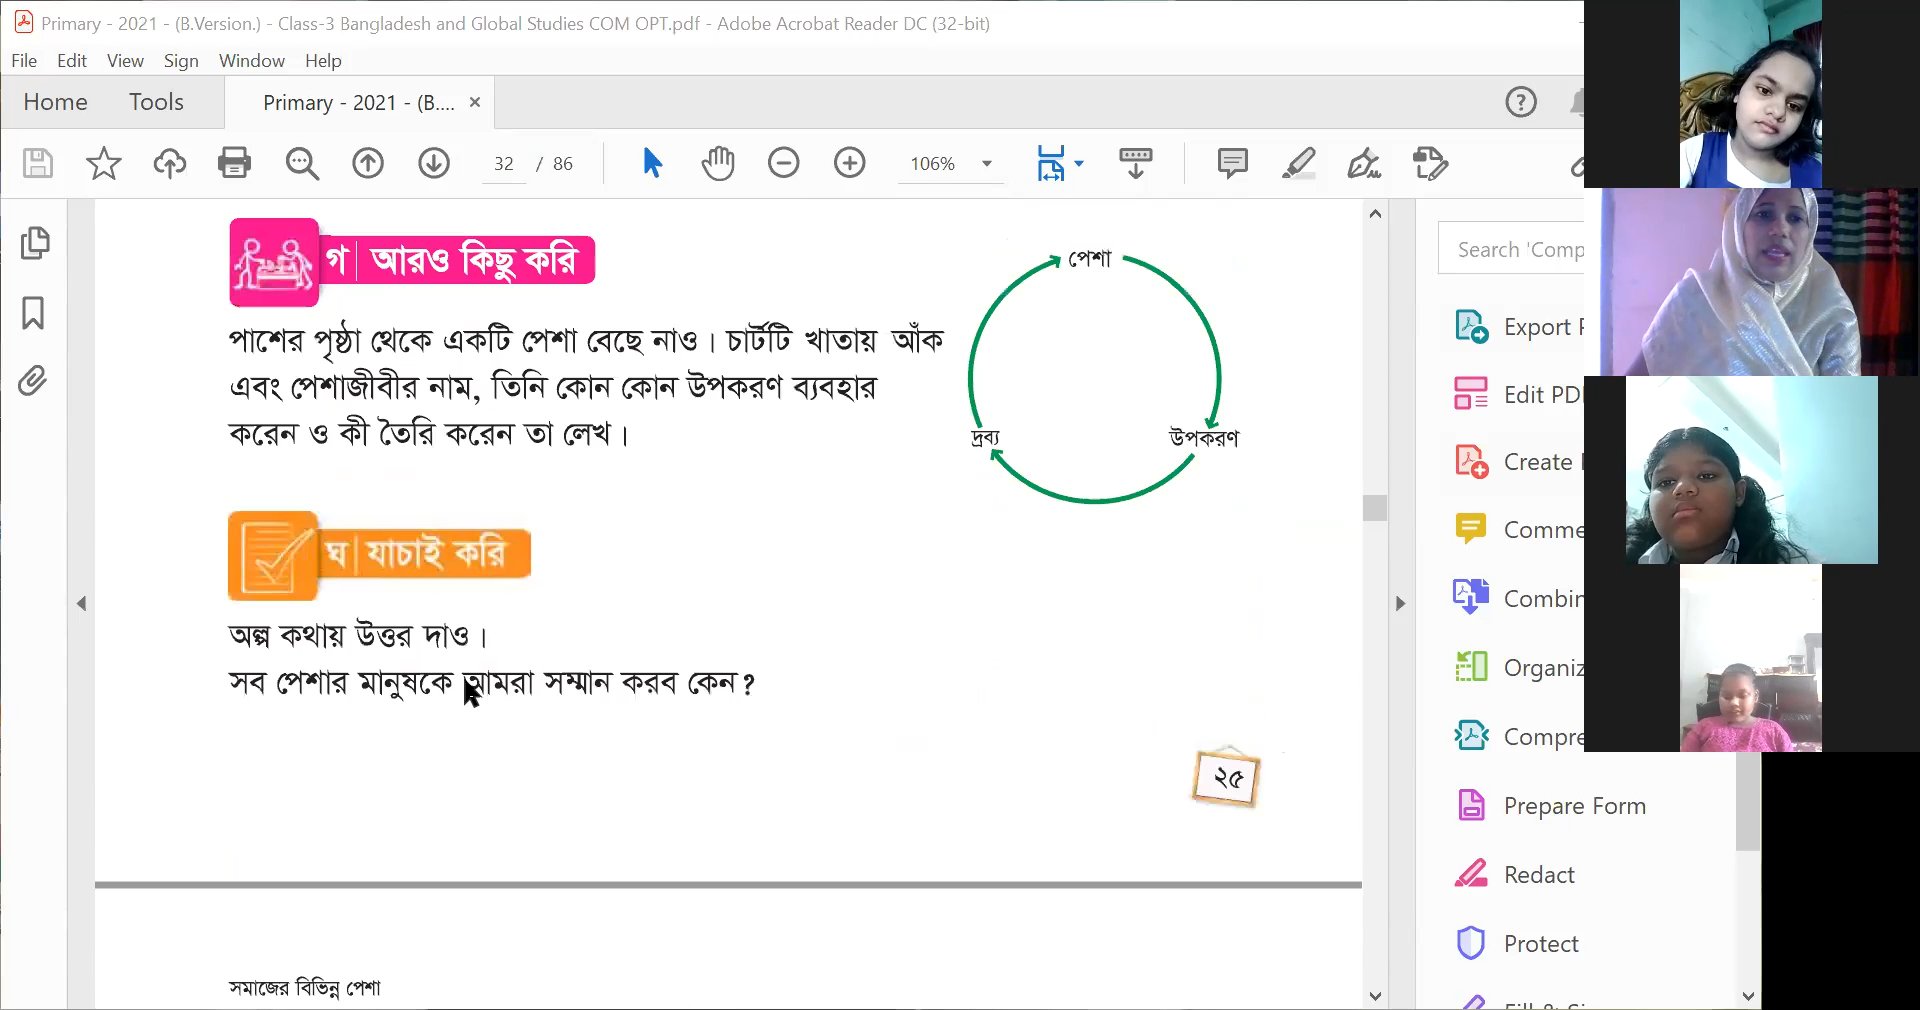 Primary - 2021 - (B.Version.) - Class-3 Bangladesh and Global Studies COM OPT.pdf - Adobe Acrobat Reader DC (32-bit)
File Edit View Sign Window Help
Home Tools Primary - 2021 - (B.... ×
32 / 86 106%
গ | আরও কিছু করি
পাশের পৃষ্ঠা থেকে একটি পেশা বেছে নাও। চার্টটি খাতায় আঁক
এবং পেশাজীবীর নাম, তিনি কোন কোন উপকরণ ব্যবহার
করেন ও কী তৈরি করেন তা লেখ।
পেশা
দ্রব্য উপকরণ
ঘ | যাচাই করি
অল্প কথায় উত্তর দাও।
সব পেশার মানুষকে আমরা সম্মান করব কেন?
২৫
সমাজের বিভিন্ন পেশা
Search 'Comp
Export
Edit PD
Create
Comme
Combin
Organiz
Compre
Prepare Form
Redact
Protect